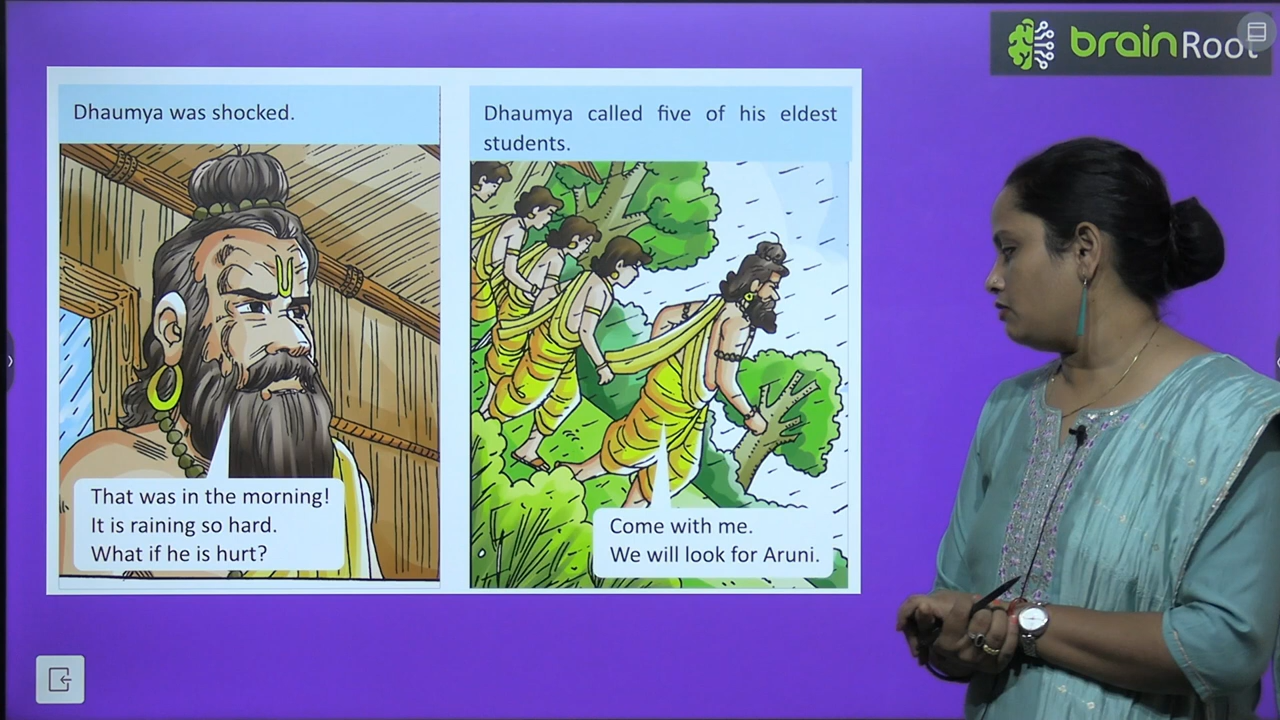 brainRoot
Dhaumya was shocked.
That was in the morning!
It is raining so hard.
What if he is hurt?
Dhaumya called five of his eldest
students.
Come with me.
We will look for Aruni.